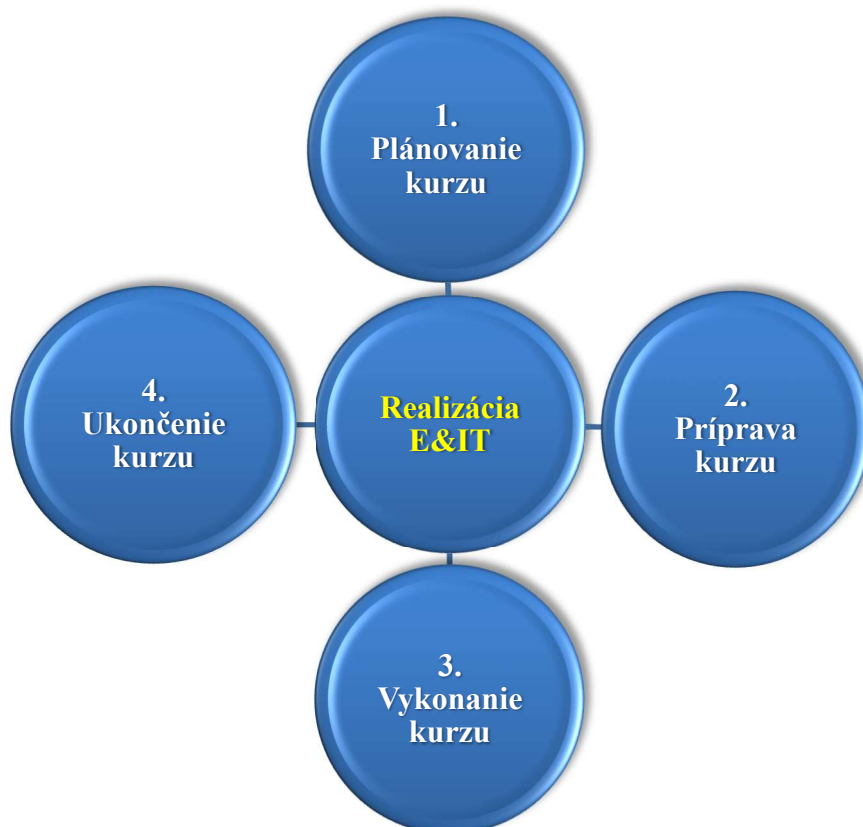 1.
Plánovanie
kurzu
4.
Ukončenie
kurzu
Realizácia
E&IT
2.
Príprava
kurzu
3.
Vykonanie
kurzu